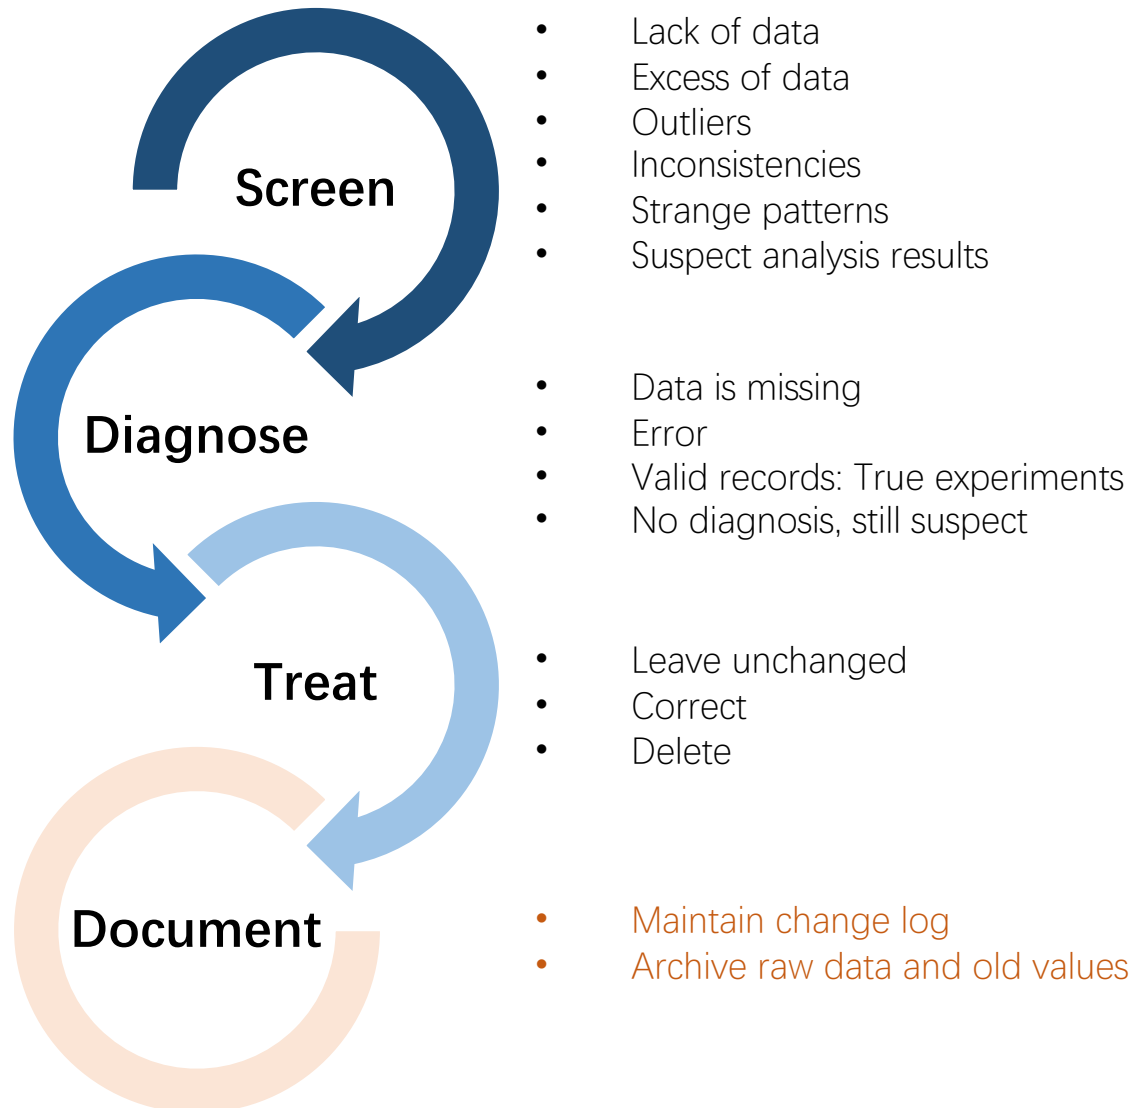 Screen
• Lack of data
• Excess of data
• Outliers
• Inconsistencies
• Strange patterns
• Suspect analysis results
Diagnose
• Data is missing
• Error
• Valid records: True experiments
• No diagnosis, still suspect
Treat
• Leave unchanged
• Correct
• Delete
Document
• Maintain change log
• Archive raw data and old values